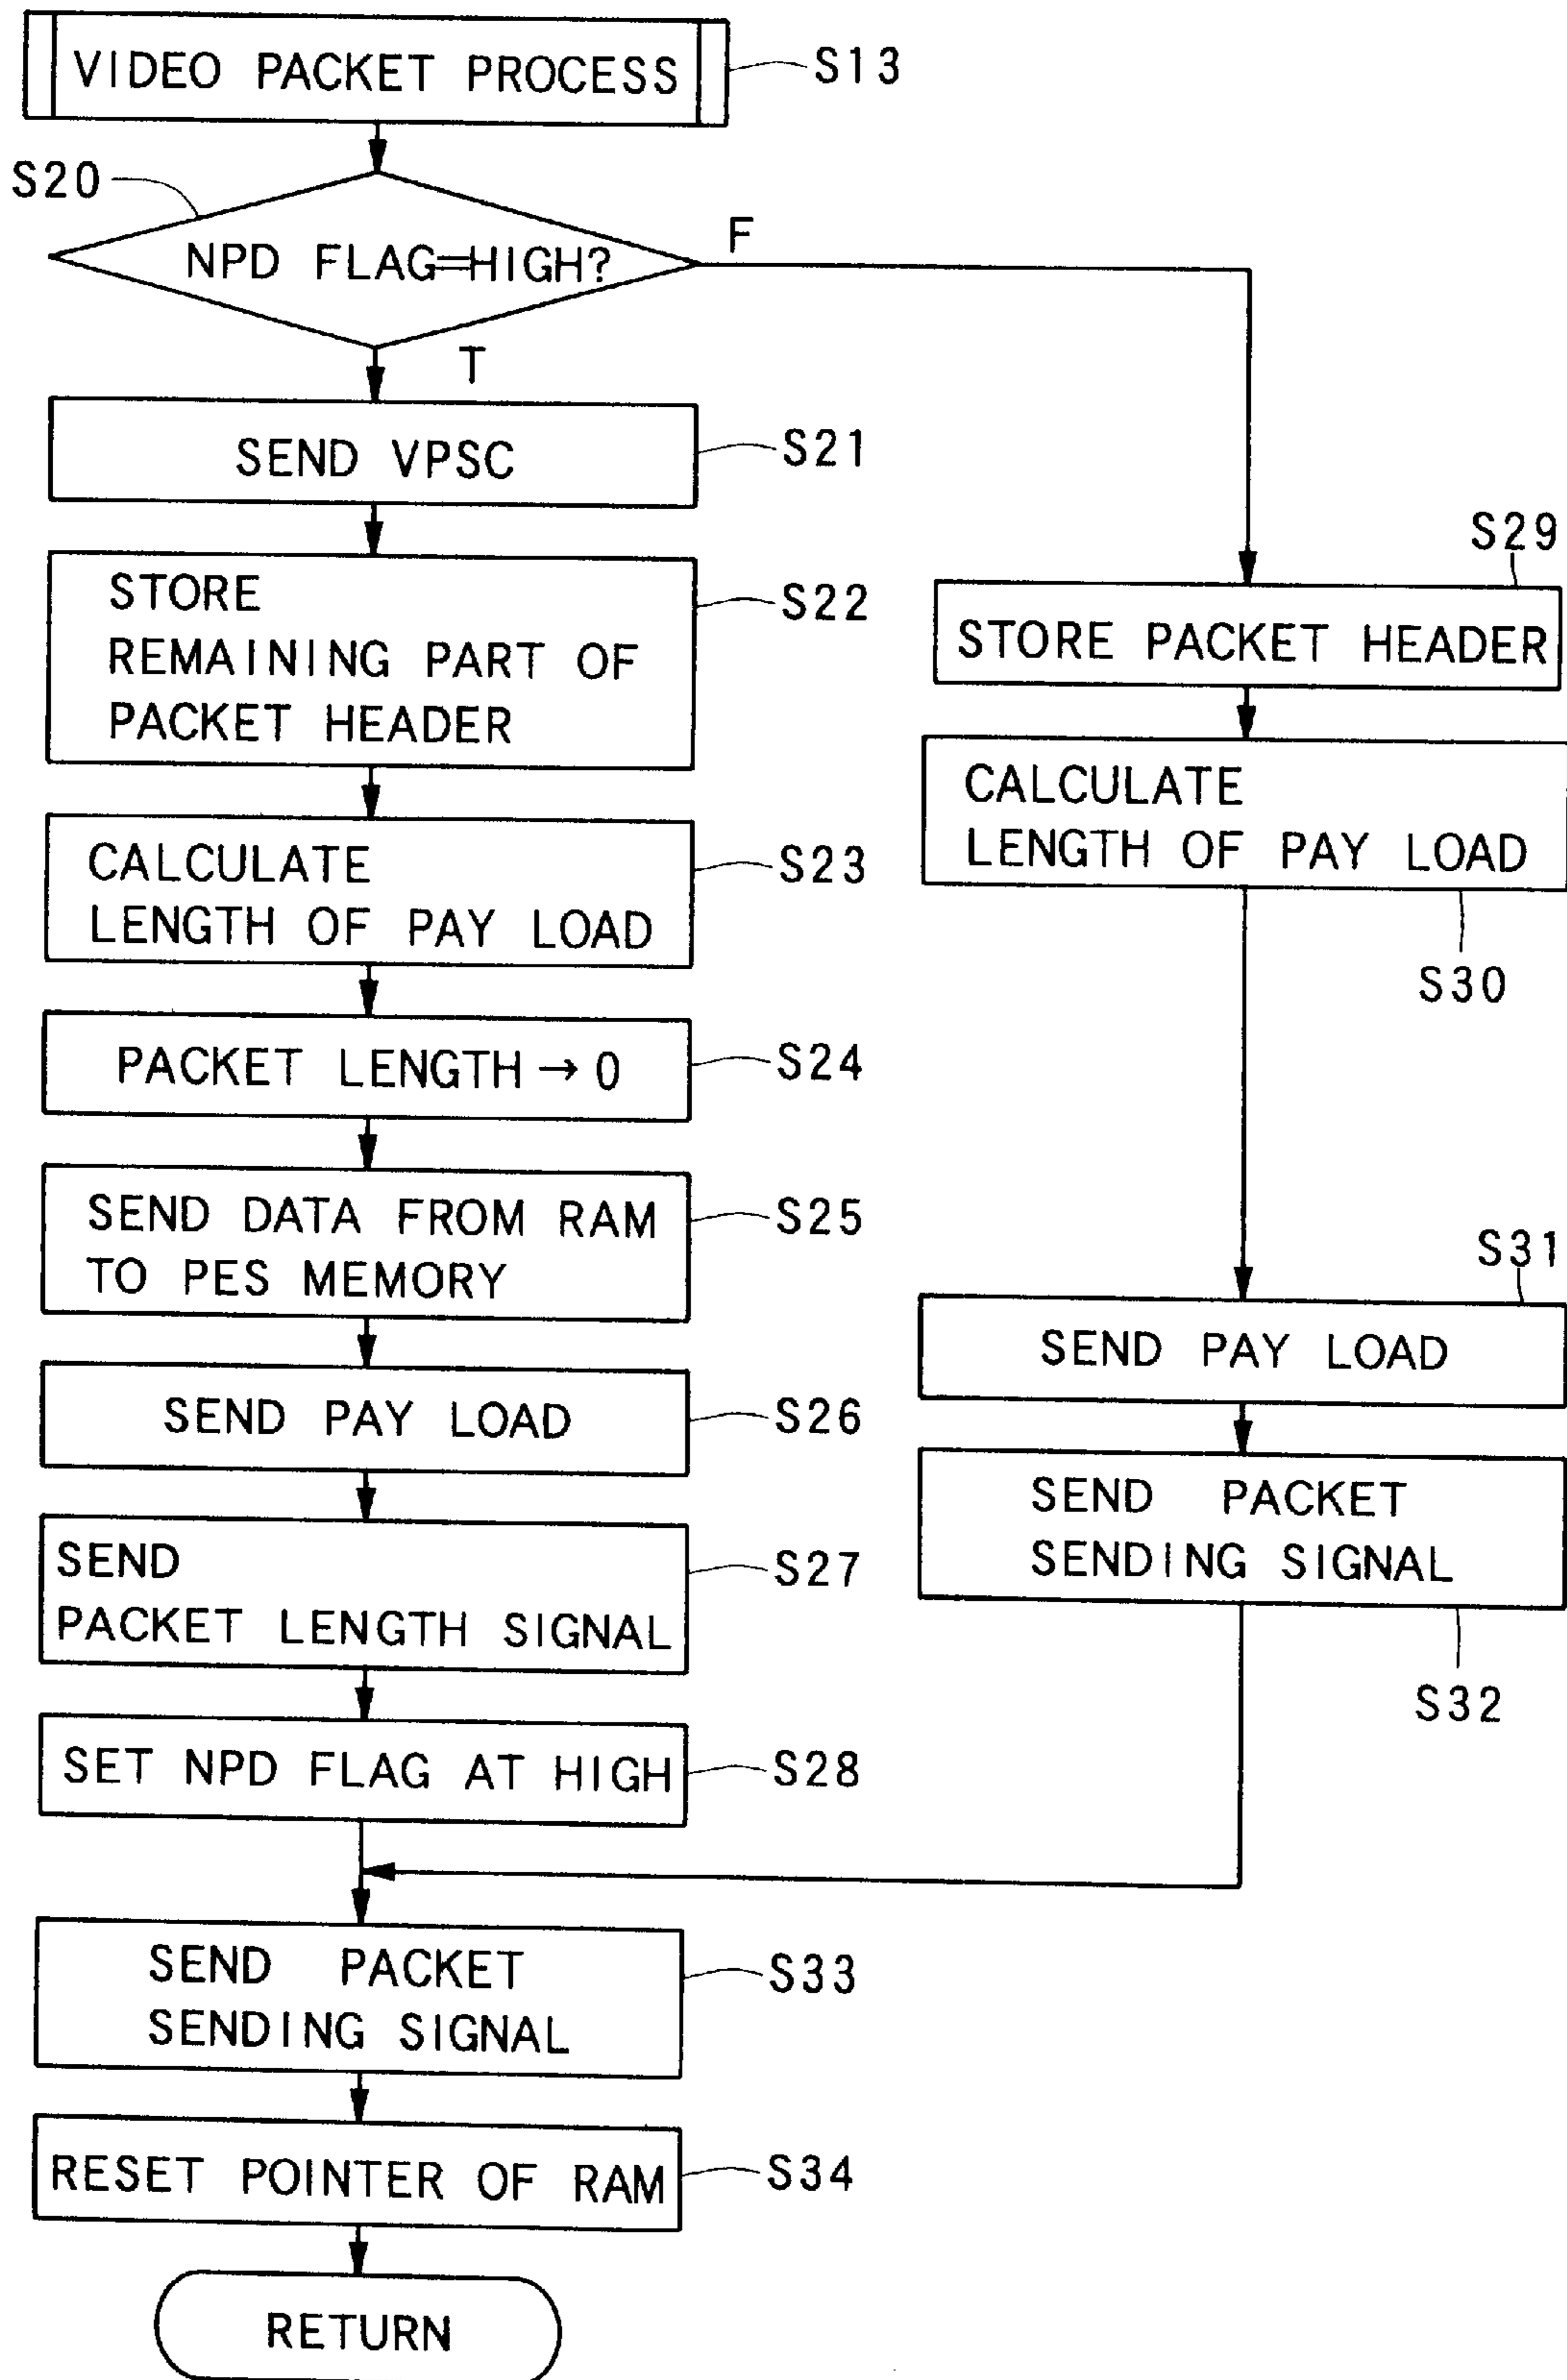 VIDEO PACKET PROCESS
S13
S20
NPD FLAG=HIGH?
F
T
SEND VPSC
S21
STORE
REMAINING PART OF
PACKET HEADER
S22
CALCULATE
LENGTH OF PAY LOAD
S23
PACKET LENGTH → 0
S24
SEND DATA FROM RAM
TO PES MEMORY
S25
SEND PAY LOAD
S26
SEND
PACKET LENGTH SIGNAL
S27
SET NPD FLAG AT HIGH
S28
S29
STORE PACKET HEADER
CALCULATE
LENGTH OF PAY LOAD
S30
S31
SEND PAY LOAD
SEND PACKET
SENDING SIGNAL
S32
SEND PACKET
SENDING SIGNAL
S33
RESET POINTER OF RAM
S34
RETURN